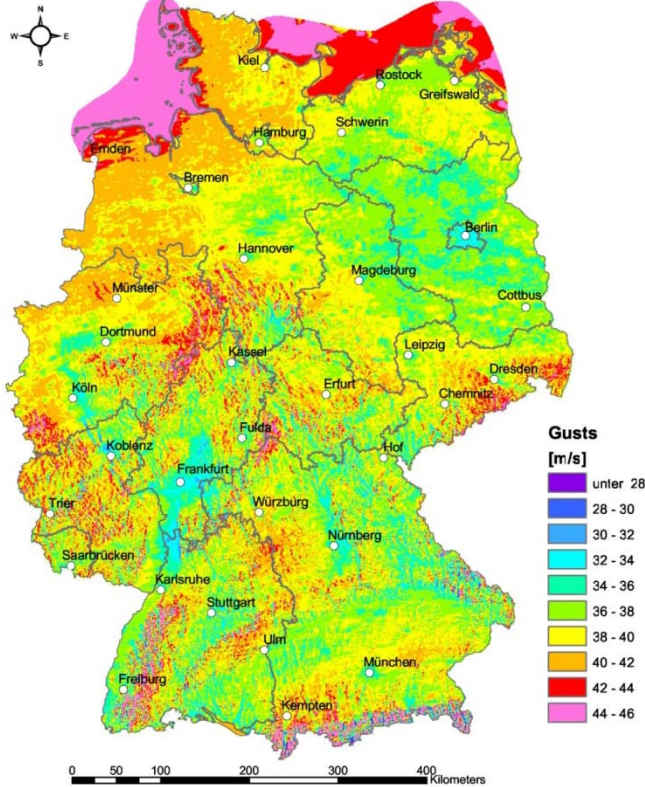 N
W E
S
Kiel
Rostock
Greifswald
Hamburg
Schwerin
Emden
Bremen
Berlin
Hannover
Magdeburg
Münster
Cottbus
Dortmund
Leipzig
Kassel
Dresden
Köln
Erfurt
Chemnitz
Fulda
Koblenz
Hof
Frankfurt
Trier
Würzburg
Nürnberg
Saarbrücken
Karlsruhe
Stuttgart
Ulm
München
Freiburg
Kempten
Gusts
[m/s]
unter 28
28 - 30
30 - 32
32 - 34
34 - 36
36 - 38
38 - 40
40 - 42
42 - 44
44 - 46
0 50 100 200 300 400
Kilometers